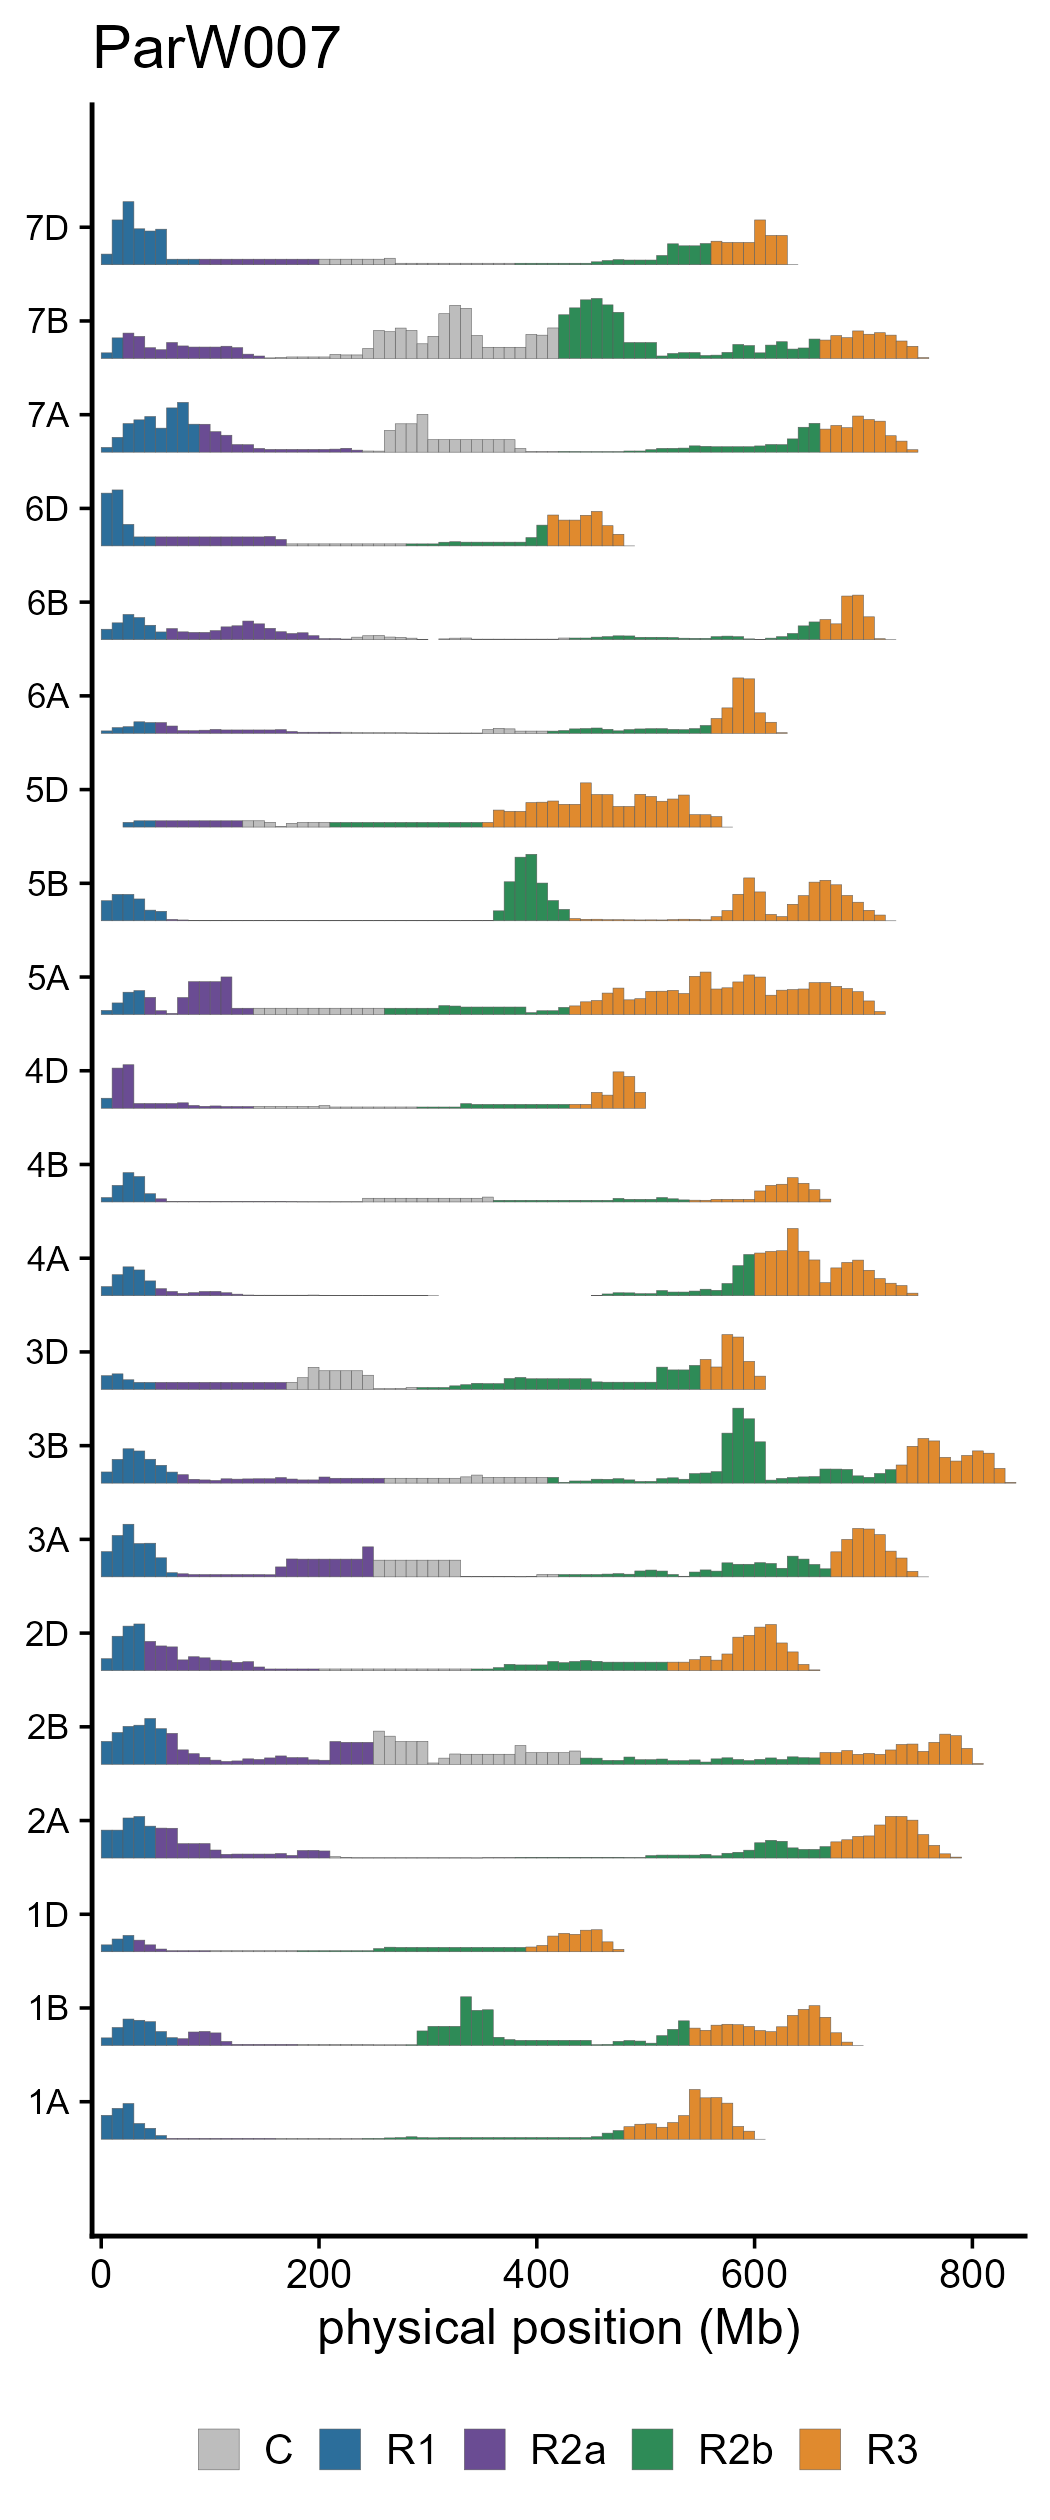 ParW007
7D
7B
7A
6D
6B
6A
5D
5B
5A
4D
4B
4A
3D
3B
3A
2D
2B
2A
1D
1B
1A
0 200 400 600 800
physical position (Mb)
C R1 R2a R2b R3